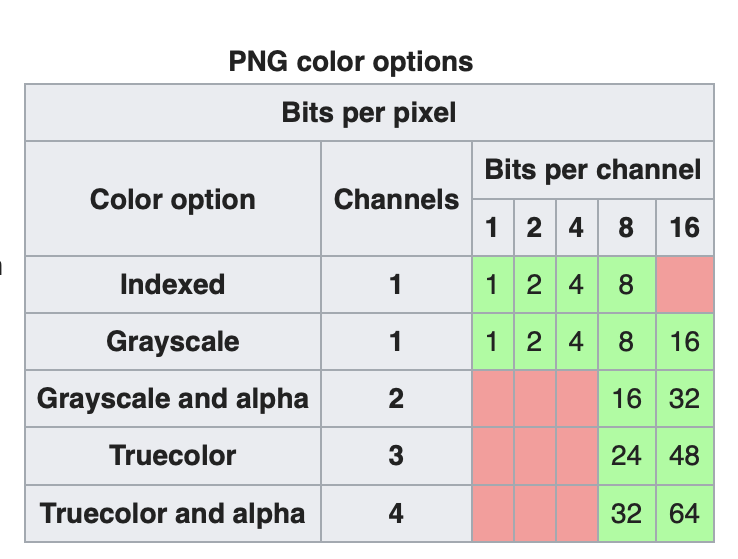 PNG color options
Bits per pixel
Color option Channels Bits per channel
1 2 4 8 16
Indexed 1 1 2 4 8
Grayscale 1 1 2 4 8 16
Grayscale and alpha 2 16 32
Truecolor 3 24 48
Truecolor and alpha 4 32 64